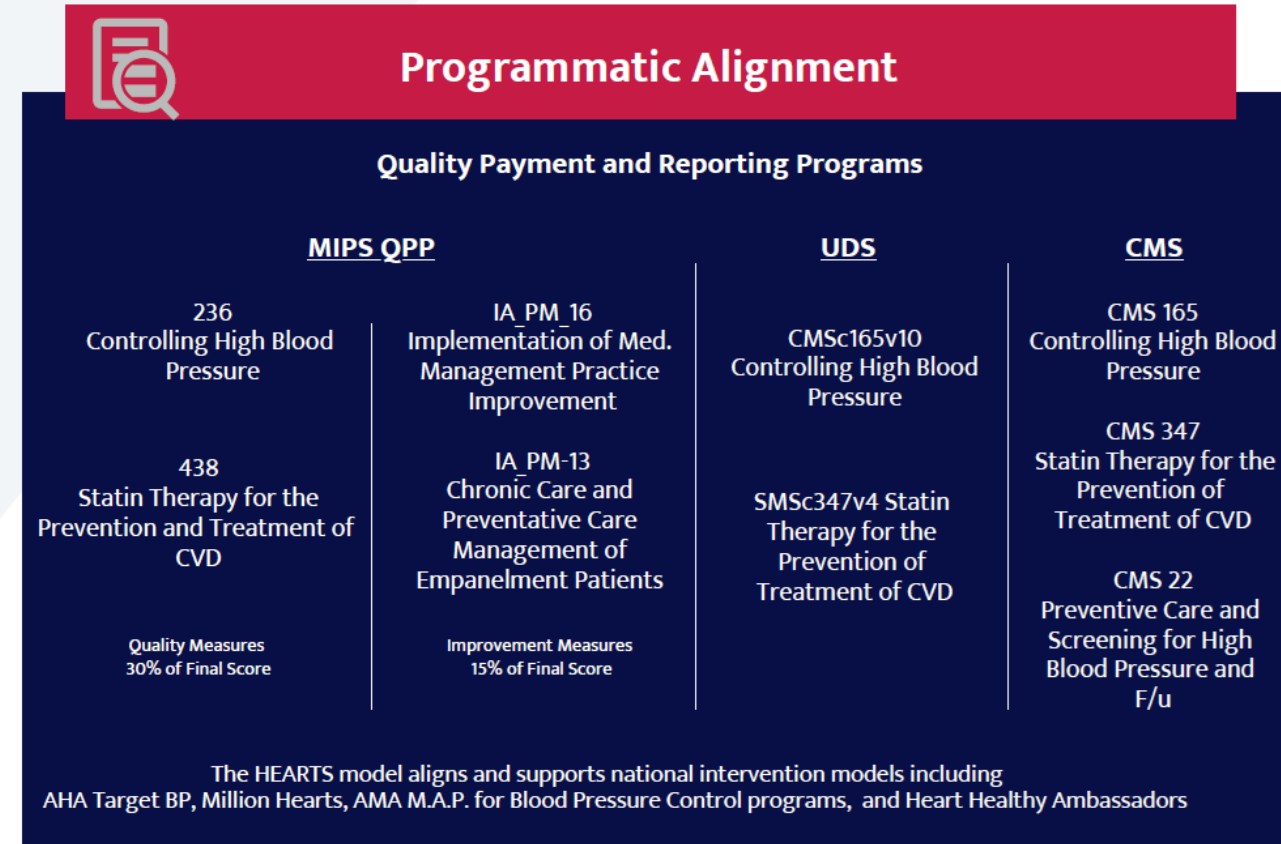 Programmatic Alignment
Quality Payment and Reporting Programs
MIPS QPP
236
Controlling High Blood
Pressure
438
Statin Therapy for the
Prevention and Treatment of
CVD
Quality Measures
30% of Final Score
IA_PM_16
Implementation of Med.
Management Practice
Improvement
IA_PM-13
Chronic Care and
Preventative Care
Management of
Empanelment Patients
Improvement Measures
15% of Final Score
UDS
CMSc165v10
Controlling High Blood
Pressure
SMSc347v4 Statin
Therapy for the
Prevention of
Treatment of CVD
CMS
CMS 165
Controlling High Blood
Pressure
CMS 347
Statin Therapy for the
Prevention of
Treatment of CVD
CMS 22
Preventive Care and
Screening for High
Blood Pressure and
F/u
The HEARTS model aligns and supports national intervention models including
AHA Target BP, Million Hearts, AMA M.A.P. for Blood Pressure Control programs, and Heart Healthy Ambassadors